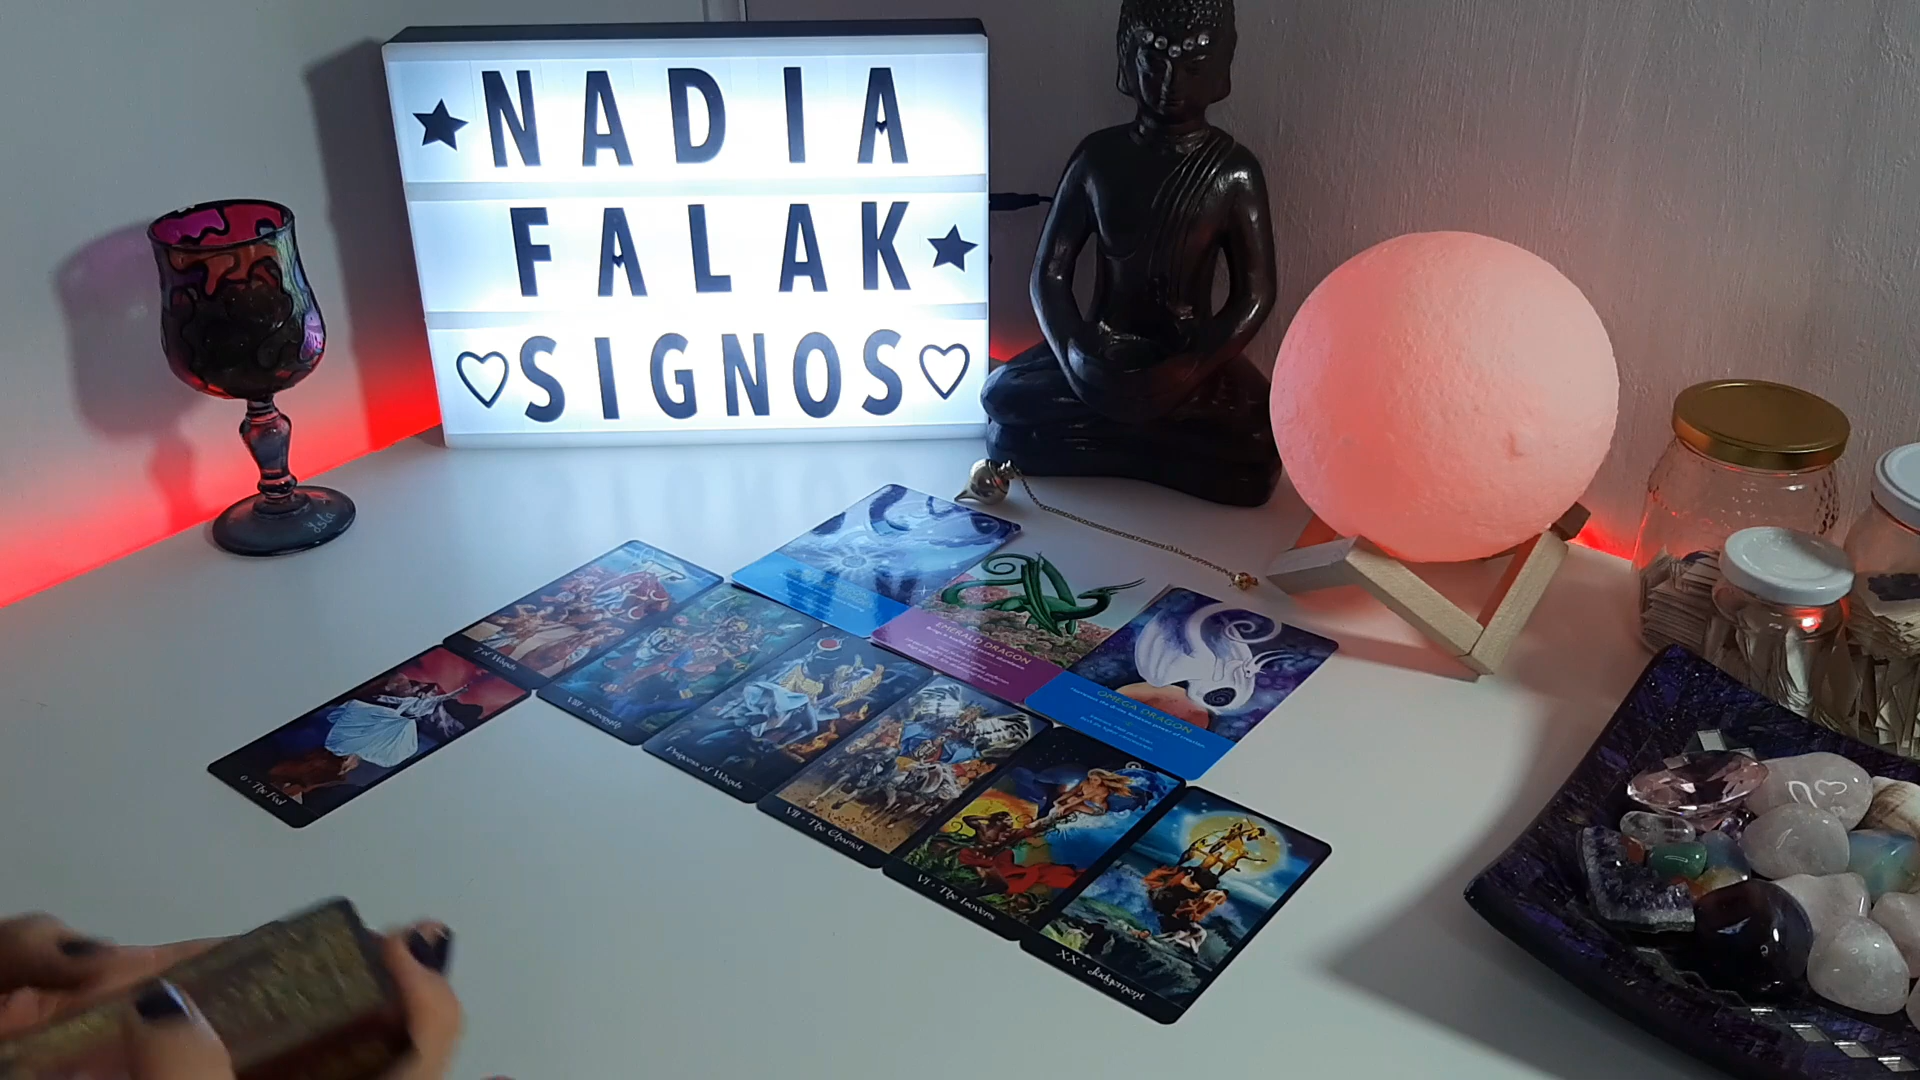 NADIA
FALAK
SIGNOS
Ysla
7 of Wands
VIII • Strength
Princess of Wands
VII • The Chariot
VI • The Lovers
XX • Judgement
0 • The Fool
EMERALD DRAGON
OMEGA DRAGON